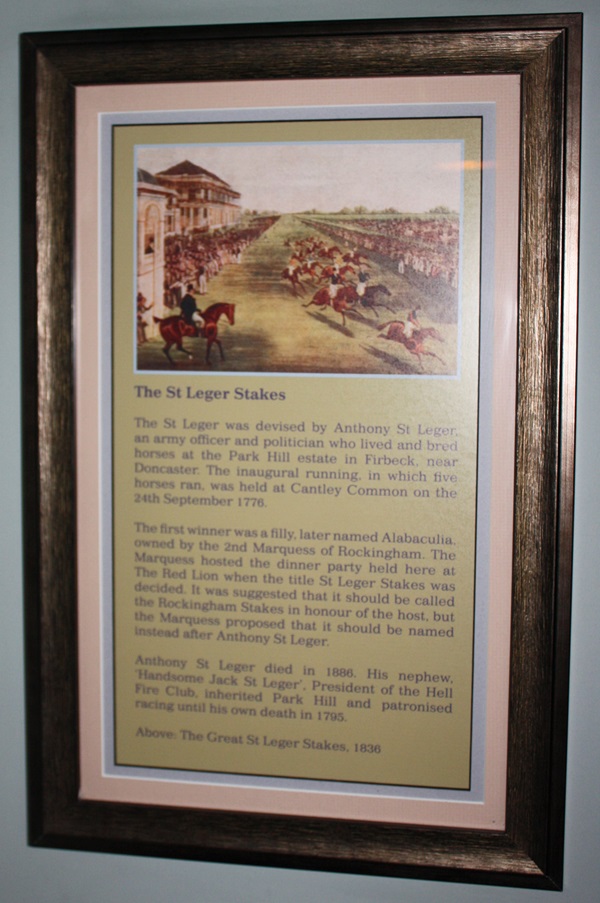 The St Leger Stakes
The St Leger was devised by Anthony St Leger,
an army officer and politician who lived and bred
horses at the Park Hill estate in Firbeck, near
Doncaster. The inaugural running, in which five
horses ran, was held at Cantley Common on the
24th September 1776.
The first winner was a filly, later named Alabaculia,
owned by the 2nd Marquess of Rockingham. The
Marquess hosted the dinner party held here at
The Red Lion when the title St Leger Stakes was
decided. It was suggested that it should be called
the Rockingham Stakes in honour of the host, but
the Marquess proposed that it should be named
instead after Anthony St Leger.
Anthony St Leger died in 1886. His nephew,
'Handsome Jack St Leger', President of the Hell
Fire Club, inherited Park Hill and patronised
racing until his own death in 1795.
Above: The Great St Leger Stakes, 1836